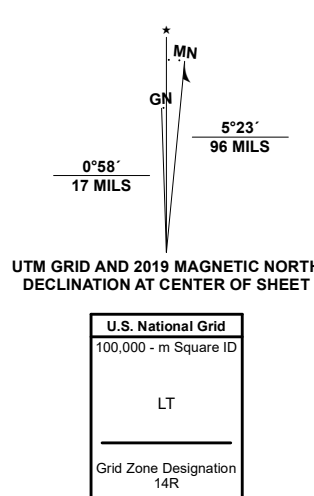 ★
MN
GN
5°23´
96 MILS
0°58´
17 MILS
UTM GRID AND 2019 MAGNETIC NORTH
DECLINATION AT CENTER OF SHEET
U.S. National Grid
100,000 - m Square ID
LT
Grid Zone Designation
14R